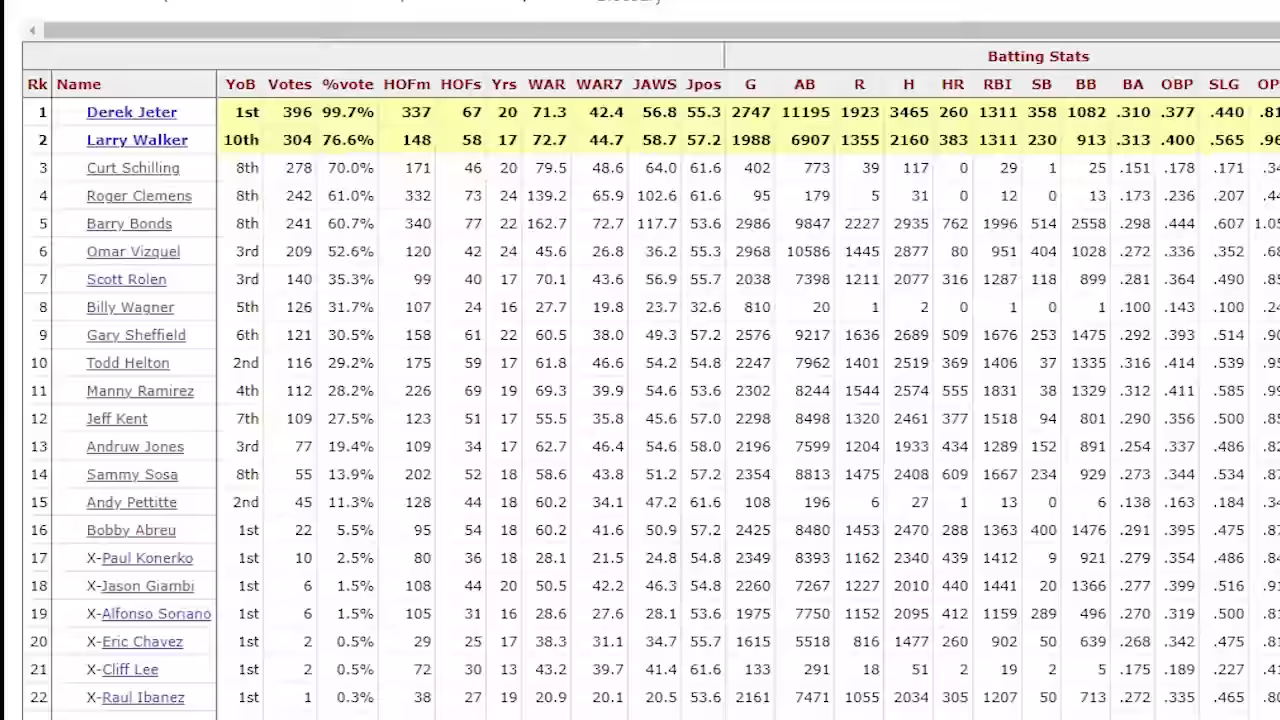 Batting Stats
Rk Name YoB Votes %vote HOFm HOFs Yrs WAR WAR7 JAWS Jpos G AB R H HR RBI SB BB BA OBP SLG OP
1 Derek Jeter 1st 396 99.7% 337 67 20 71.3 42.4 56.8 55.3 2747 11195 1923 3465 260 1311 358 1082 .310 .377 .440 .81
2 Larry Walker 10th 304 76.6% 148 58 17 72.7 44.7 58.7 57.2 1988 6907 1355 2160 383 1311 230 913 .313 .400 .565 .96
3 Curt Schilling 8th 278 70.0% 171 46 20 79.5 48.6 64.0 61.6 402 773 39 117 0 29 1 25 .151 .178 .171 .34
4 Roger Clemens 8th 242 61.0% 332 73 24 139.2 65.9 102.6 61.6 95 179 5 31 0 12 0 13 .173 .236 .207 .44
5 Barry Bonds 8th 241 60.7% 340 77 22 162.7 72.7 117.7 53.6 2986 9847 2227 2935 762 1996 514 2558 .298 .444 .607 1.05
6 Omar Vizquel 3rd 209 52.6% 120 42 24 45.6 26.8 36.2 55.3 2968 10586 1445 2877 80 951 404 1028 .272 .336 .352 .68
7 Scott Rolen 3rd 140 35.3% 99 40 17 70.1 43.6 56.9 55.7 2038 7398 1211 2077 316 1287 118 899 .281 .364 .490 .85
8 Billy Wagner 5th 126 31.7% 107 24 16 27.7 19.8 23.7 32.6 810 20 1 2 0 1 0 1 .100 .143 .100 .24
9 Gary Sheffield 6th 121 30.5% 158 61 22 60.5 38.0 49.3 57.2 2576 9217 1636 2689 509 1676 253 1475 .292 .393 .514 .90
10 Todd Helton 2nd 116 29.2% 175 59 17 61.8 46.6 54.2 54.8 2247 7962 1401 2519 369 1406 37 1335 .316 .414 .539 .95
11 Manny Ramirez 4th 112 28.2% 226 69 19 69.3 39.9 54.6 53.6 2302 8244 1544 2574 555 1831 38 1329 .312 .411 .585 .99
12 Jeff Kent 7th 109 27.5% 123 51 17 55.5 35.8 45.6 57.0 2298 8498 1320 2461 377 1518 94 801 .290 .356 .500 .85
13 Andruw Jones 3rd 77 19.4% 109 34 17 62.7 46.4 54.6 58.0 2196 7599 1204 1933 434 1289 152 891 .254 .337 .486 .82
14 Sammy Sosa 8th 55 13.9% 202 52 18 58.6 43.8 51.2 57.2 2354 8813 1475 2408 609 1667 234 929 .273 .344 .534 .87
15 Andy Pettitte 2nd 45 11.3% 128 44 18 60.2 34.1 47.2 61.6 108 196 6 27 1 13 0 6 .138 .163 .184 .34
16 Bobby Abreu 1st 22 5.5% 95 54 18 60.2 41.6 50.9 57.2 2425 8480 1453 2470 288 1363 400 1476 .291 .395 .475 .87
17 X-Paul Konerko 1st 10 2.5% 80 36 18 28.1 21.5 24.8 54.8 2349 8393 1162 2340 439 1412 9 921 .279 .354 .486 .84
18 X-Jason Giambi 1st 6 1.5% 108 44 20 50.5 42.2 46.3 54.8 2260 7267 1227 2010 440 1441 20 1366 .277 .399 .516 .91
19 X-Alfonso Soriano 1st 6 1.5% 105 31 16 28.6 27.6 28.1 53.6 1975 7750 1152 2095 412 1159 289 496 .270 .319 .500 .81
20 X-Eric Chavez 1st 2 0.5% 29 25 17 38.3 31.1 34.7 55.7 1615 5518 816 1477 260 902 50 639 .268 .342 .475 .81
21 X-Cliff Lee 1st 2 0.5% 72 30 13 43.2 39.7 41.4 61.6 133 291 18 51 2 19 2 5 .175 .189 .227 .41
22 X-Raul Ibanez 1st 1 0.3% 38 27 19 20.9 20.1 20.5 53.6 2161 7471 1055 2034 305 1207 50 713 .272 .335 .465 .80